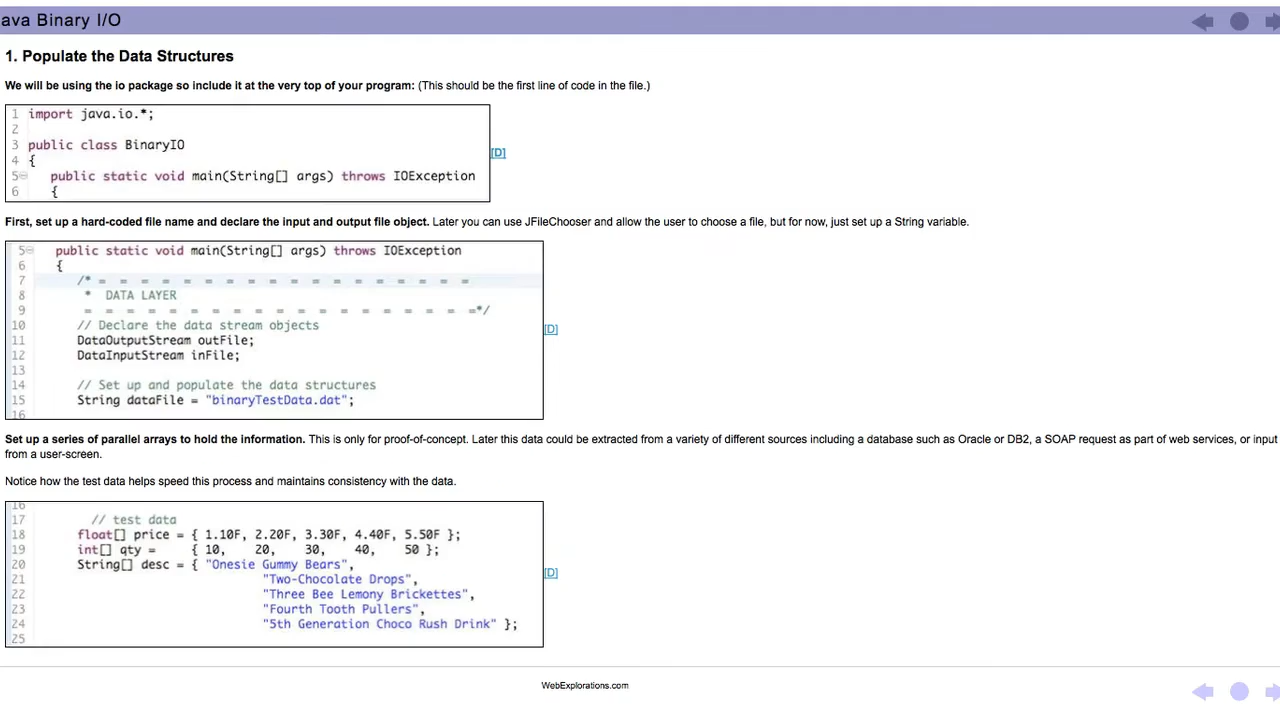 ava Binary I/O
1. Populate the Data Structures
We will be using the io package so include it at the very top of your program: (This should be the first line of code in the file.)
1 import java.io.*;
2
3 public class BinaryIO
4 {
5 public static void main(String[] args) throws IOException
6 {
[D]
First, set up a hard-coded file name and declare the input and output file object. Later you can use JFileChooser and allow the user to choose a file, but for now, just set up a String variable.
5 public static void main(String[] args) throws IOException
6 {
7 /* = = = = = = = = = = = = = = = = =
8 * DATA LAYER
9 = = = = = = = = = = = = = = = = = =*/
10 // Declare the data stream objects
11 DataOutputStream outFile;
12 DataInputStream inFile;
13
14 // Set up and populate the data structures
15 String dataFile = "binaryTestData.dat";
16
[D]
Set up a series of parallel arrays to hold the information. This is only for proof-of-concept. Later this data could be extracted from a variety of different sources including a database such as Oracle or DB2, a SOAP request as part of web services, or input
from a user-screen.
Notice how the test data helps speed this process and maintains consistency with the data.
16
17 // test data
18 float[] price = { 1.10F, 2.20F, 3.30F, 4.40F, 5.50F };
19 int[] qty = { 10, 20, 30, 40, 50 };
20 String[] desc = { "Onesie Gummy Bears",
21 "Two-Chocolate Drops",
22 "Three Bee Lemony Brickettes",
23 "Fourth Tooth Pullers",
24 "5th Generation Choco Rush Drink" };
25
[D]
WebExplorations.com